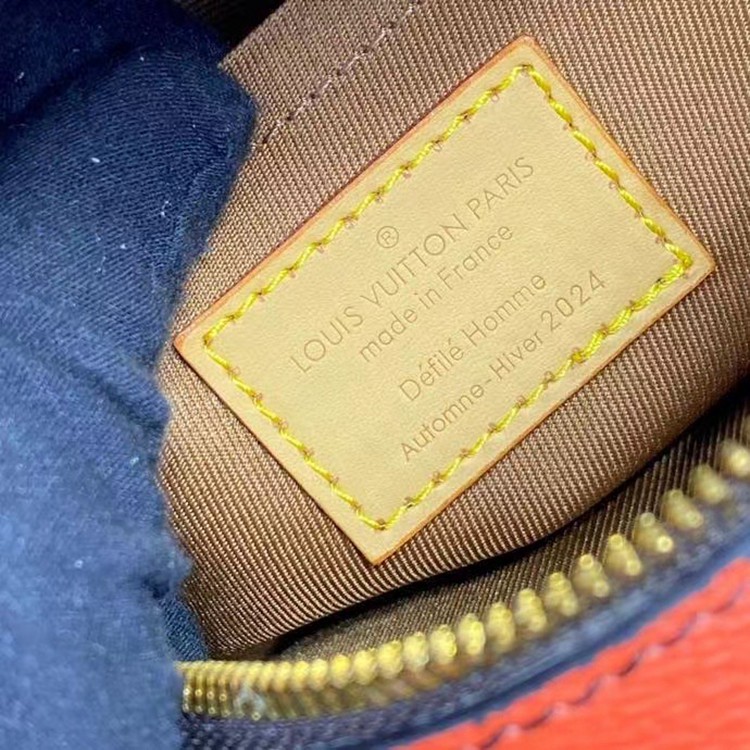 ®
LOUIS VUITTON PARIS
made in France
Défilé Homme
Automne-Hiver 2024